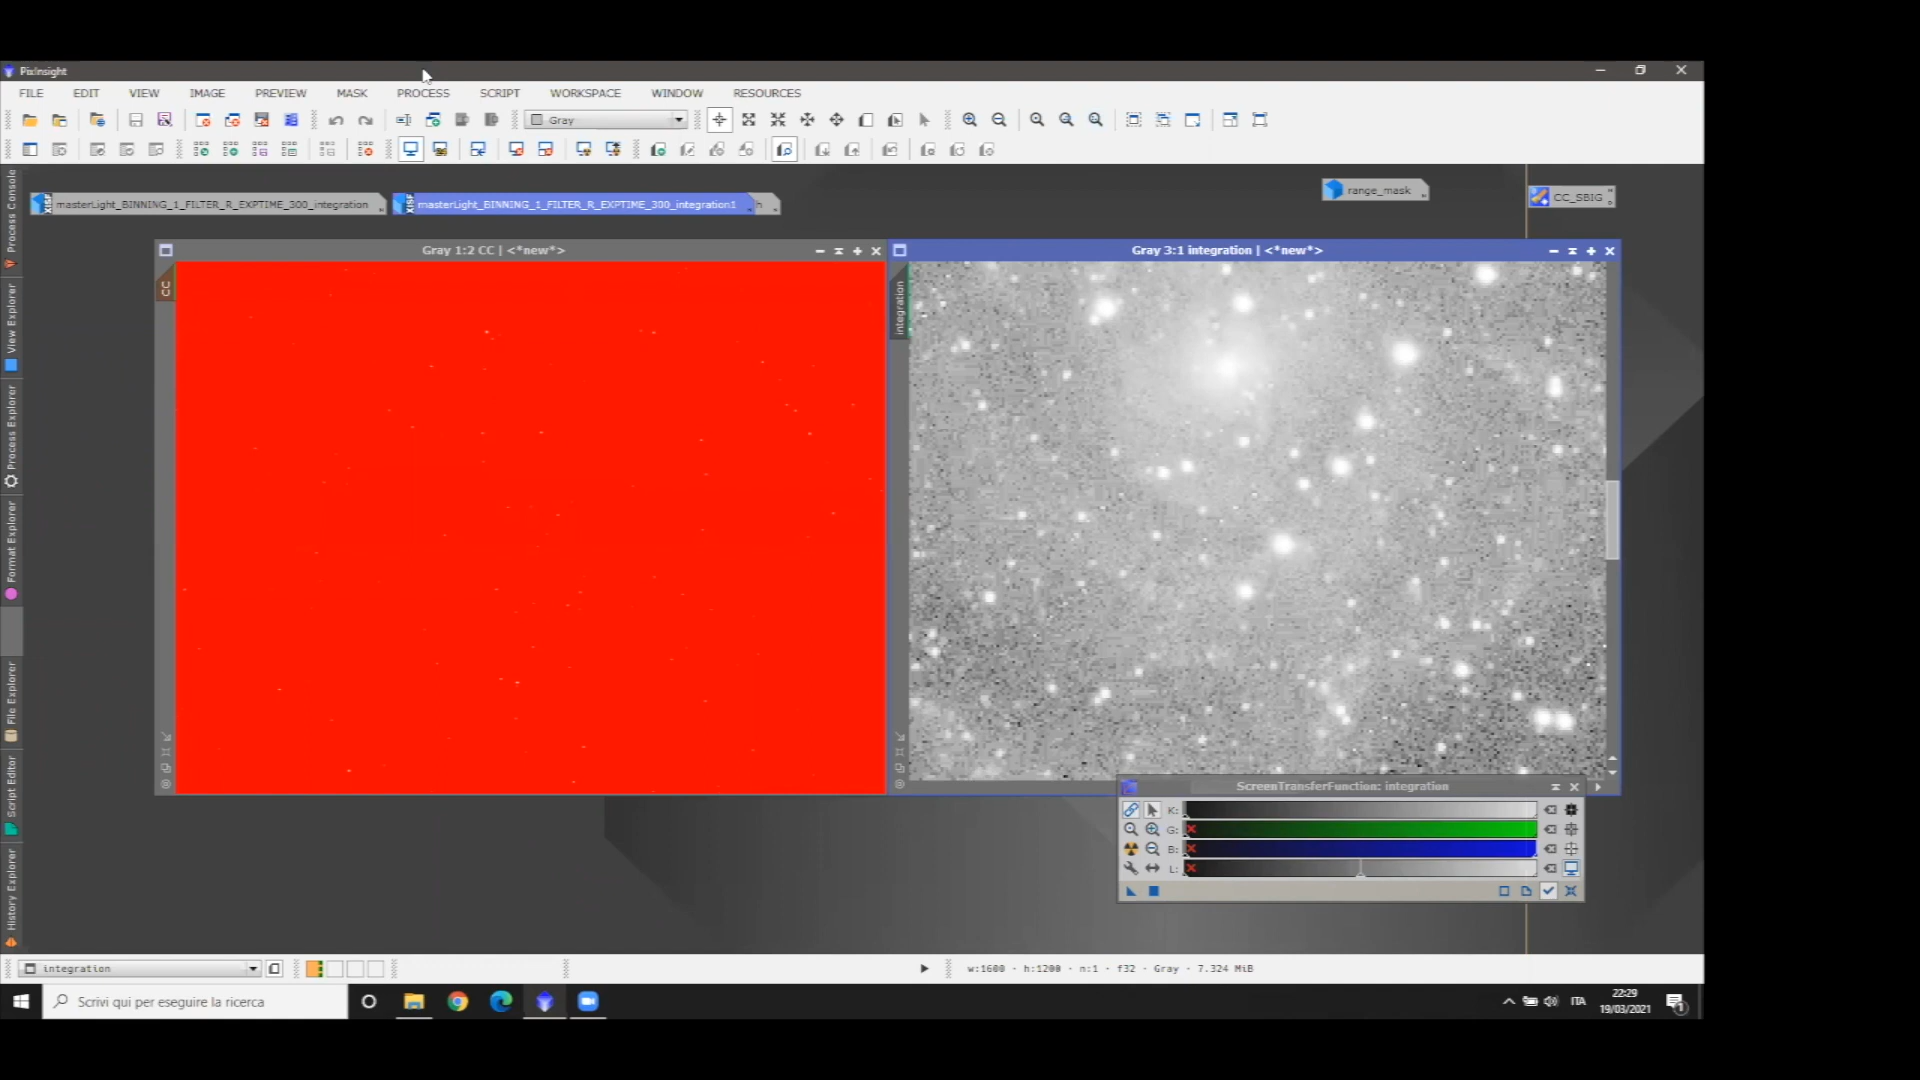 PixInsight
FILE EDIT VIEW IMAGE PREVIEW MASK PROCESS SCRIPT WORKSPACE WINDOW RESOURCES
Gray
masterLight_BINNING_1_FILTER_R_EXPTIME_300_integration
masterLight_BINNING_1_FILTER_R_EXPTIME_300_integration1
h
range_mask
CC_SBIG
Process Console
View Explorer
Process Explorer
Format Explorer
File Explorer
Script Editor
History Explorer
Gray 1:2 CC | <*new*>
CC
Gray 3:1 integration | <*new*>
integration
ScreenTransferFunction: integration
K:
G:
B:
L:
integration
w:1600 · h:1200 · n:1 · f32 · Gray · 7.324 MiB
Scrivi qui per eseguire la ricerca
ITA
22:29
19/03/2021
1